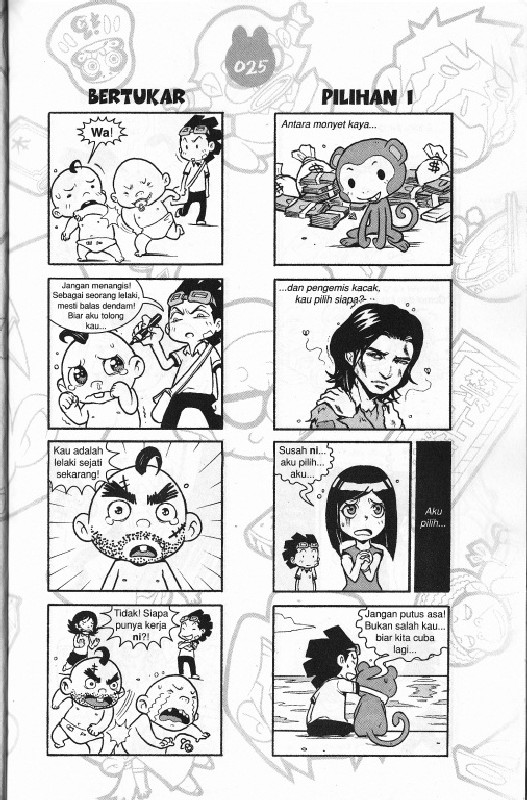 025
BERTUKAR
Wa!
Jangan menangis!
Sebagai seorang lelaki,
mesti balas dendam!
Biar aku tolong
kau...
Kau adalah
lelaki sejati
sekarang!
Tidak! Siapa
punya kerja
ni?!
PILIHAN 1
Antara monyet kaya...
...dan pengemis kacak,
kau pilih siapa?
Susah ni...
aku pilih...
aku...
Aku
pilih...
Jangan putus asa!
Bukan salah kau...
biar kita cuba
lagi...